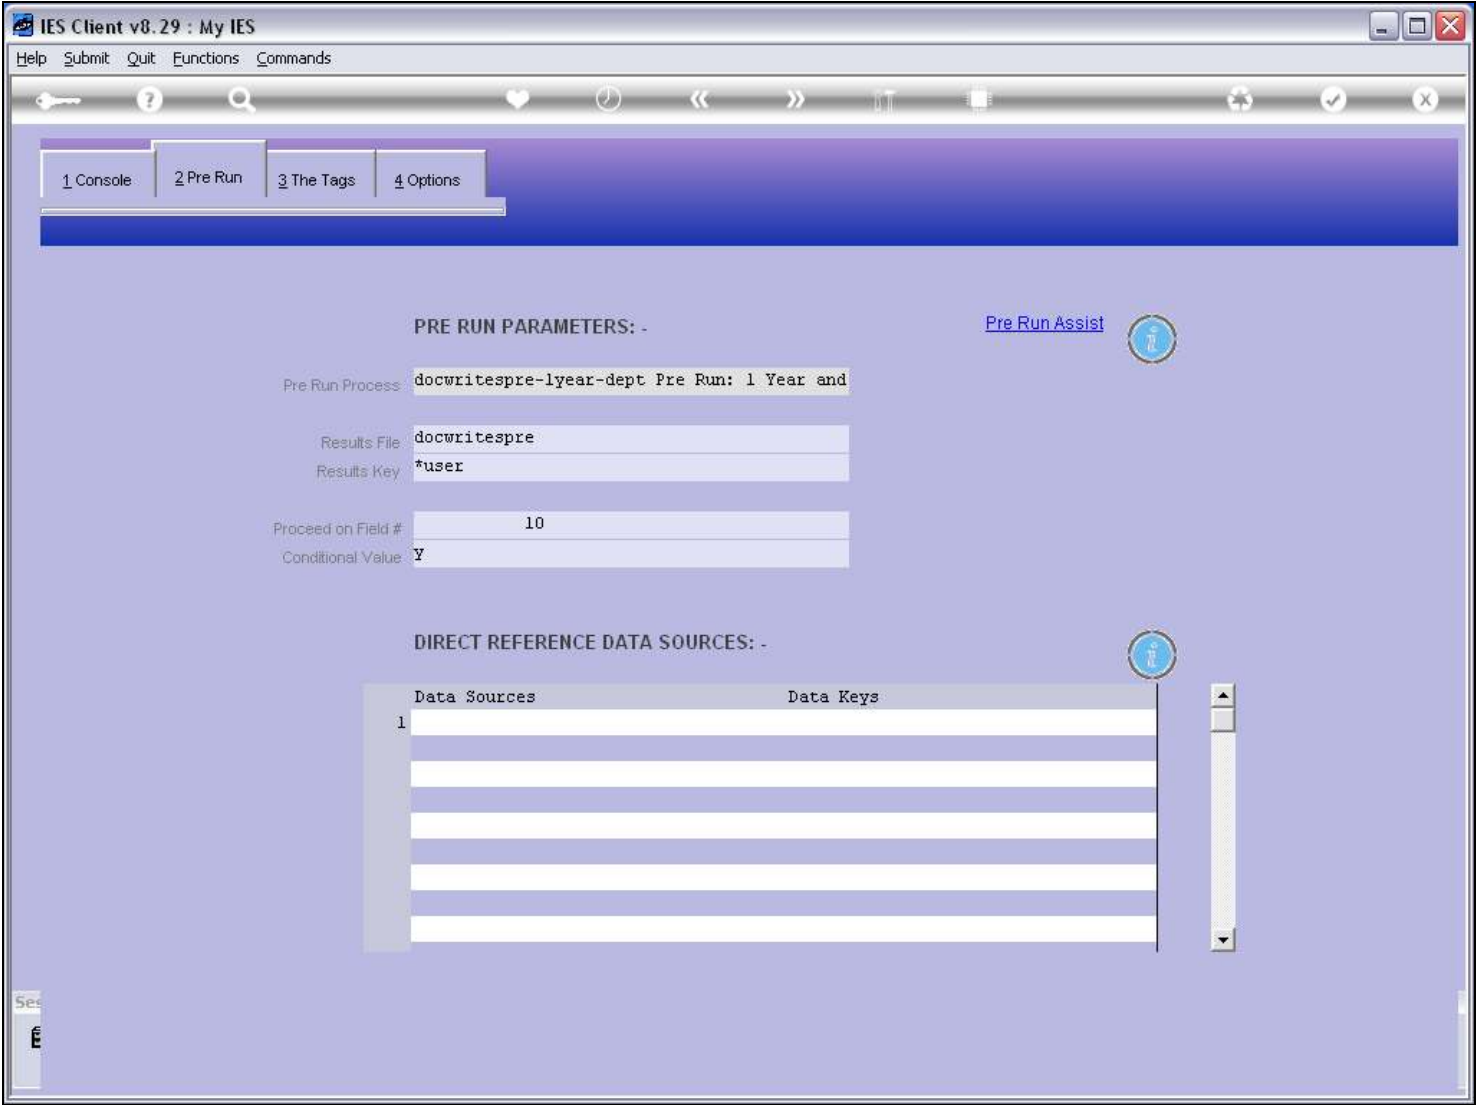 IES Client v8.29 : My IES
Help Submit Quit Functions Commands
1 Console 2 Pre Run 3 The Tags 4 Options
PRE RUN PARAMETERS: - Pre Run Assist
Pre Run Process docwritespre-1year-dept Pre Run: 1 Year and
Results File docwritespre
Results Key *user
Proceed on Field # 10
Conditional Value Y
DIRECT REFERENCE DATA SOURCES: -
Data Sources Data Keys
1
Ses